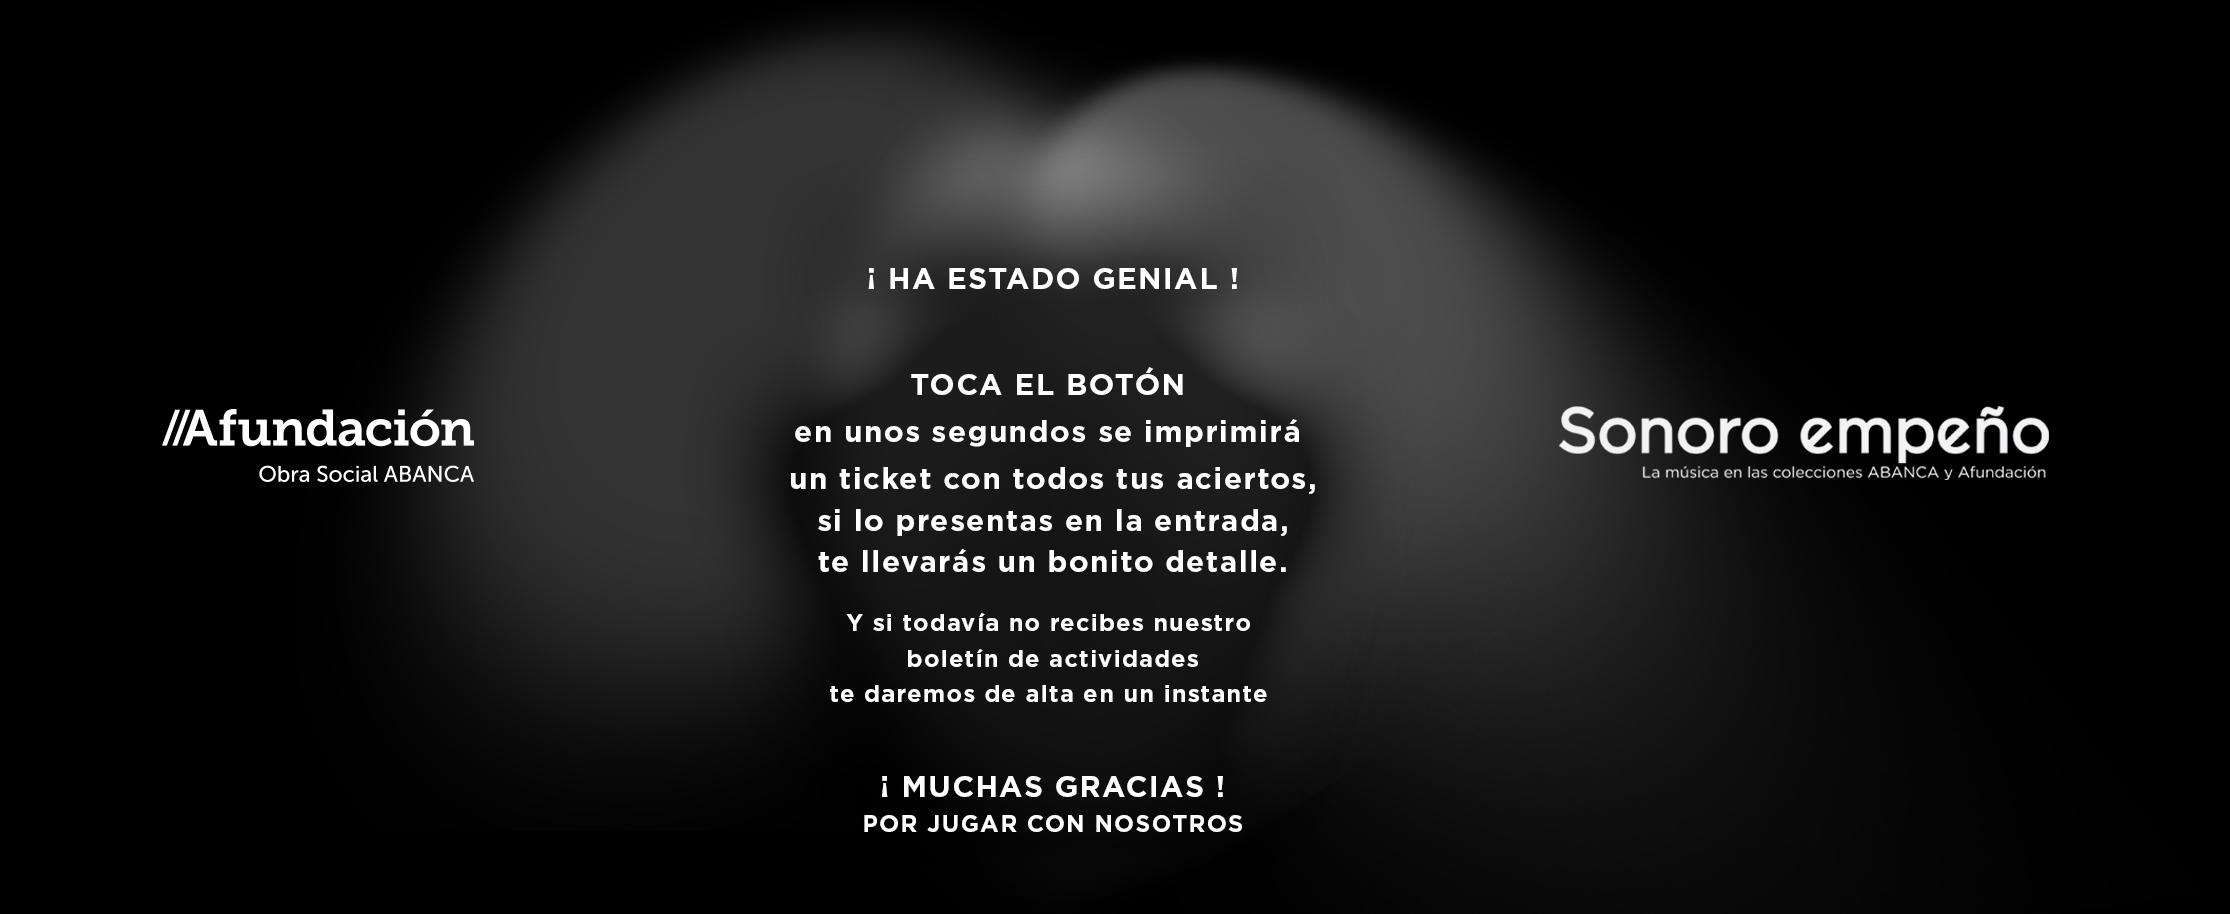 ¡ HA ESTADO GENIAL !
TOCA EL BOTÓN
en unos segundos se imprimirá
un ticket con todos tus aciertos,
si lo presentas en la entrada,
te llevarás un bonito detalle.
Y si todavía no recibes nuestro
boletín de actividades
te daremos de alta en un instante
¡ MUCHAS GRACIAS !
POR JUGAR CON NOSOTROS
///Afundación
Obra Social ABANCA
Sonoro empeño
La música en las colecciones ABANCA y Afundación